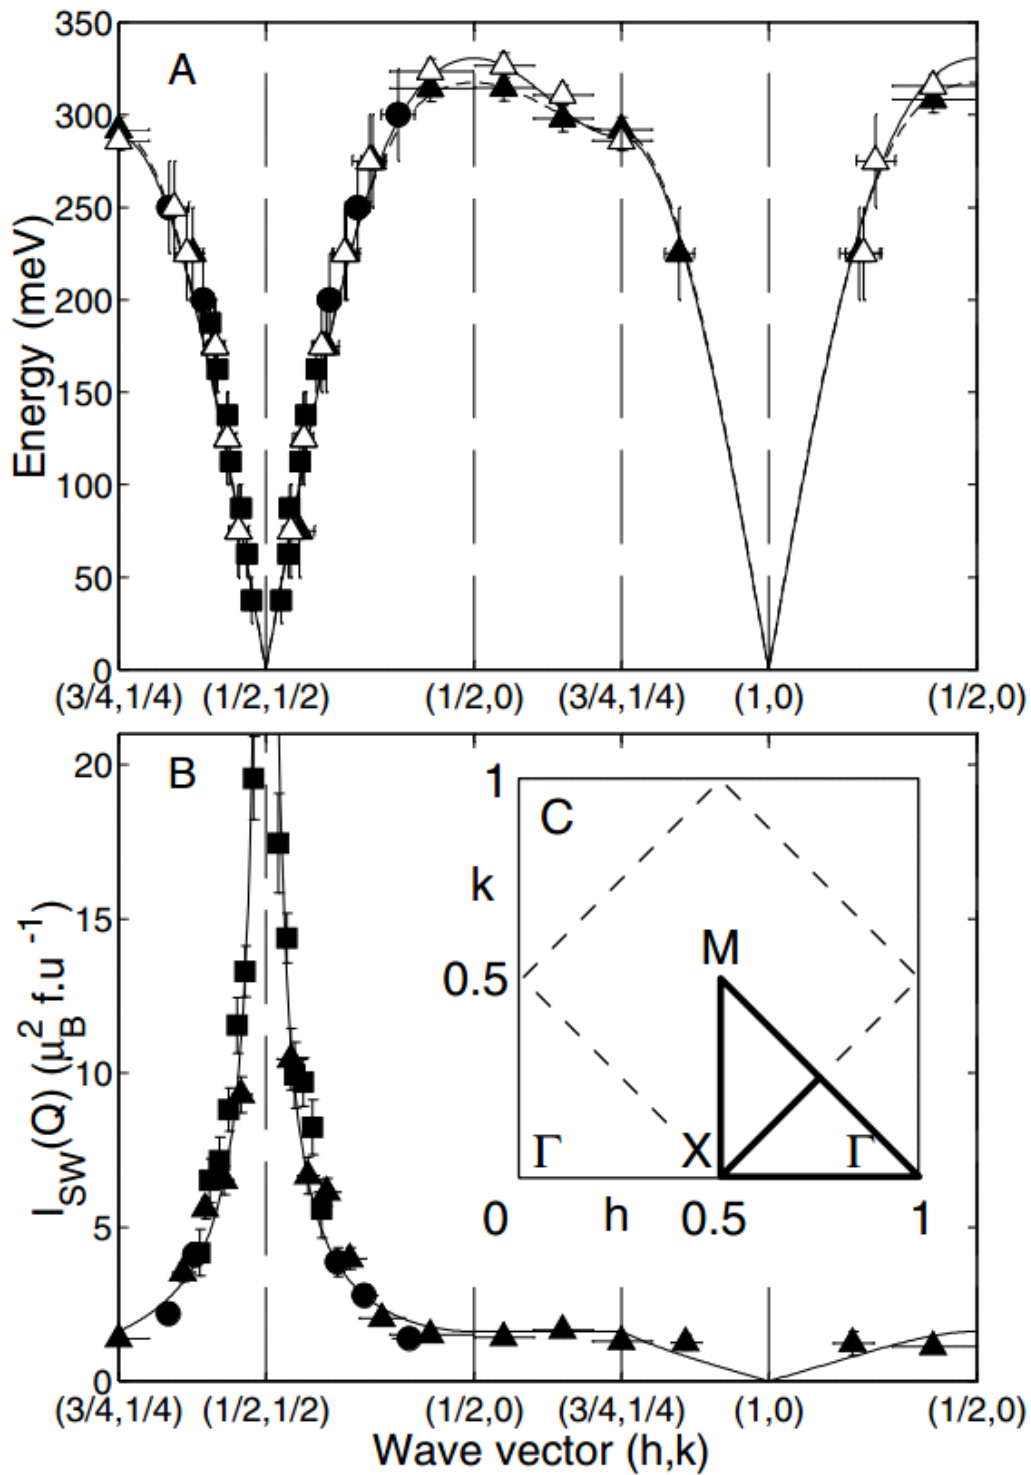 A
350
300
250
200
150
100
50
0
Energy (meV)
(3/4,1/4) (1/2,1/2) (1/2,0) (3/4,1/4) (1,0) (1/2,0)
B
20
15
10
5
0
I_SW(Q) (μ_B^2 f.u^-1)
C
1
k
0.5
M
X
Γ
Γ
0 h 0.5 1
(3/4,1/4) (1/2,1/2) (1/2,0) (3/4,1/4) (1,0) (1/2,0)
Wave vector (h,k)